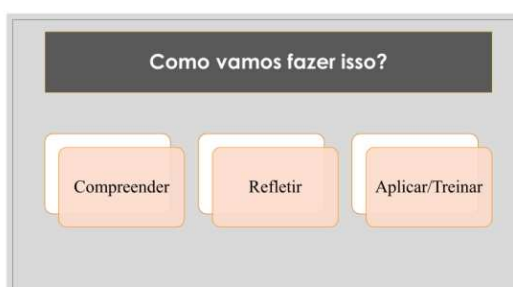 Como vamos fazer isso?
Compreender
Refletir
Aplicar/Treinar